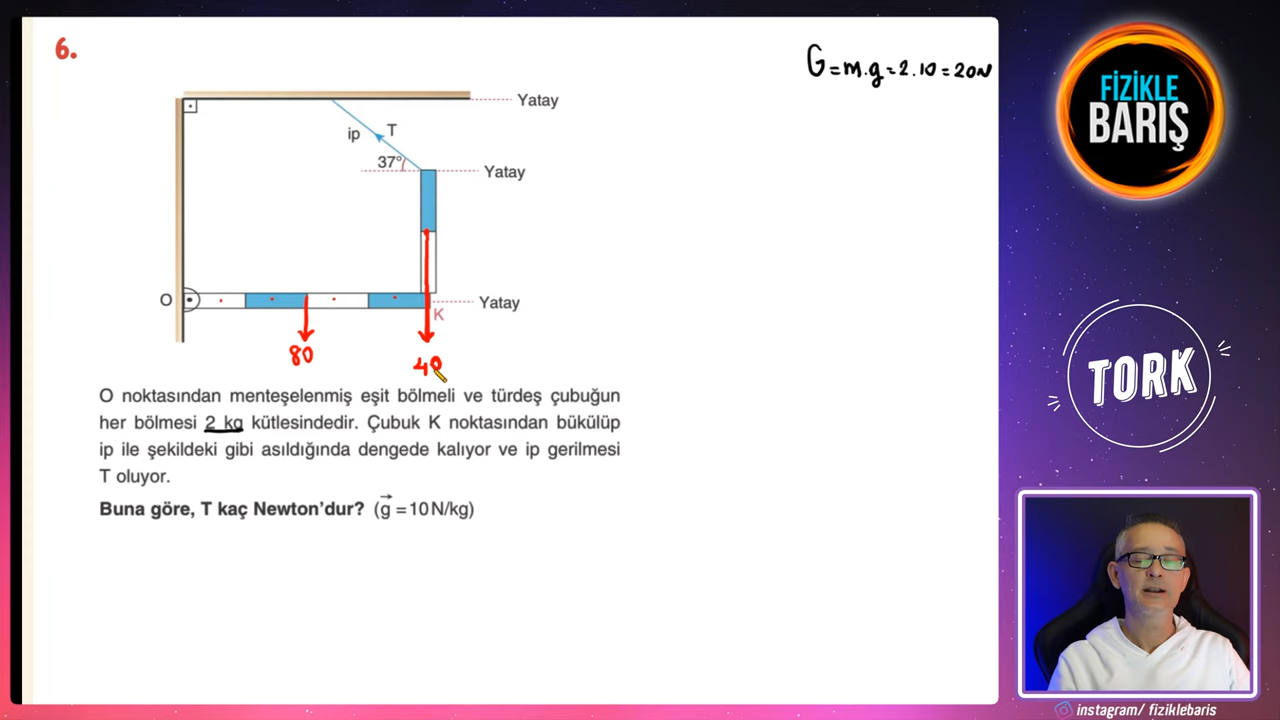 6.
G = m.g = 2.10 = 20N
Yatay
ip
T
37°
Yatay
O
Yatay
K
80
40
O noktasından menteşelenmiş eşit bölmeli ve türdeş çubuğun
her bölmesi 2 kg kütlesindedir. Çubuk K noktasından bükülüp
ip ile şekildeki gibi asıldığında dengede kalıyor ve ip gerilmesi
T oluyor.
Buna göre, T kaç Newton'dur? (g = 10 N/kg)
FİZİKLE
BARIŞ
TORK
instagram/ fiziklebaris